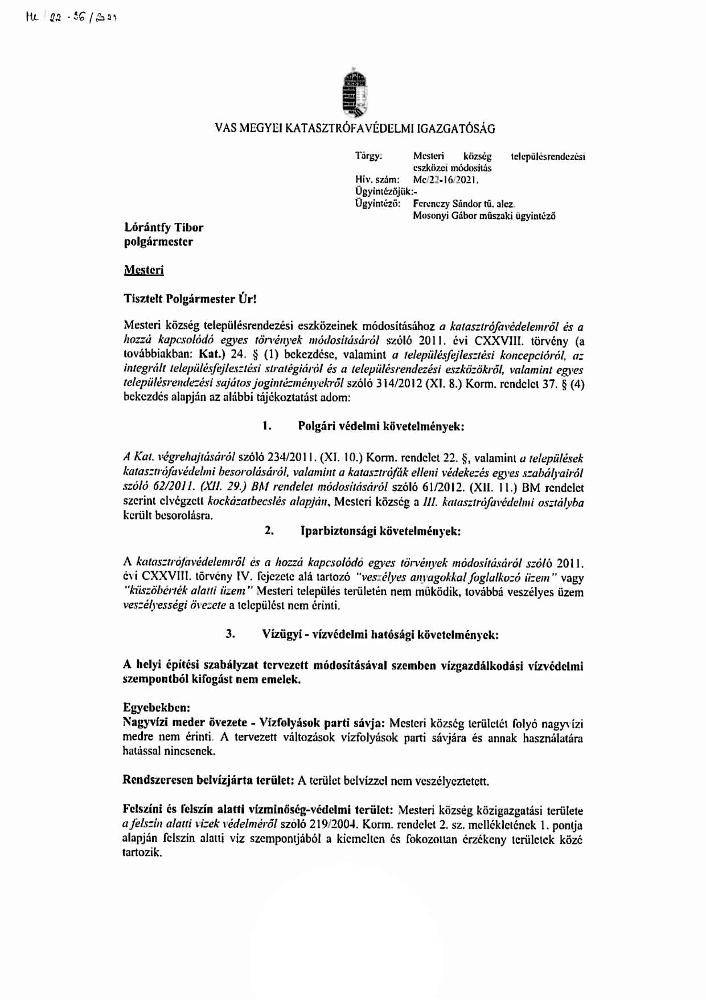 Me 22-36/2021
VAS MEGYEI KATASZTRÓFAVÉDELMI IGAZGATÓSÁG
Tárgy: Mesteri község településrendezési
eszközei módosítás
Hiv. szám: Me/22-16/2021.
Ügyintézőjük:-
Ügyintéző: Ferenczy Sándor tű. alez.
Mosonyi Gábor műszaki ügyintéző
Lórántfy Tibor
polgármester
Mesteri
Tisztelt Polgármester Úr!
Mesteri község településrendezési eszközeinek módosításához a katasztrófavédelemről és a
hozzá kapcsolódó egyes törvények módosításáról szóló 2011. évi CXXVIII. törvény (a
továbbiakban: Kat.) 24. § (1) bekezdése, valamint a településfejlesztési koncepcióról, az
integrált településfejlesztési stratégiáról és a településrendezési eszközökről, valamint egyes
településrendezési sajátos jogintézményekről szóló 314/2012 (XI. 8.) Korm. rendelet 37. § (4)
bekezdés alapján az alábbi tájékoztatást adom:
1. Polgári védelmi követelmények:
A Kat. végrehajtásáról szóló 234/2011. (XI. 10.) Korm. rendelet 22. §, valamint a települések
katasztrófavédelmi besorolásáról, valamint a katasztrófák elleni védekezés egyes szabályairól
szóló 62/2011. (XII. 29.) BM rendelet módosításáról szóló 61/2012. (XII. 11.) BM rendelet
szerint elvégzett kockázatbecslés alapján, Mesteri község a III. katasztrófavédelmi osztályba
került besorolásra.
2. Iparbiztonsági követelmények:
A katasztrófavédelemről és a hozzá kapcsolódó egyes törvények módosításáról szóló 2011.
évi CXXVIII. törvény IV. fejezete alá tartozó "veszélyes anyagokkal foglalkozó üzem" vagy
"küszöbérték alatti üzem" Mesteri település területén nem működik, továbbá veszélyes üzem
veszélyességi övezete a települést nem érinti.
3. Vízügyi - vízvédelmi hatósági követelmények:
A helyi építési szabályzat tervezett módosításával szemben vízgazdálkodási vízvédelmi
szempontból kifogást nem emelek.
Egyebekben:
Nagyvízi meder övezete - Vízfolyások parti sávja: Mesteri község területét folyó nagyvízi
medre nem érinti. A tervezett változások vízfolyások parti sávjára és annak használatára
hatással nincsenek.
Rendszeresen belvízjárta terület: A terület belvízzel nem veszélyeztetett.
Felszíni és felszín alatti vízminőség-védelmi terület: Mesteri község közigazgatási területe
a felszín alatti vizek védelméről szóló 219/2004. Korm. rendelet 2. sz. mellékletének 1. pontja
alapján felszín alatti víz szempontjából a kiemelten és fokozottan érzékeny területek közé
tartozik.